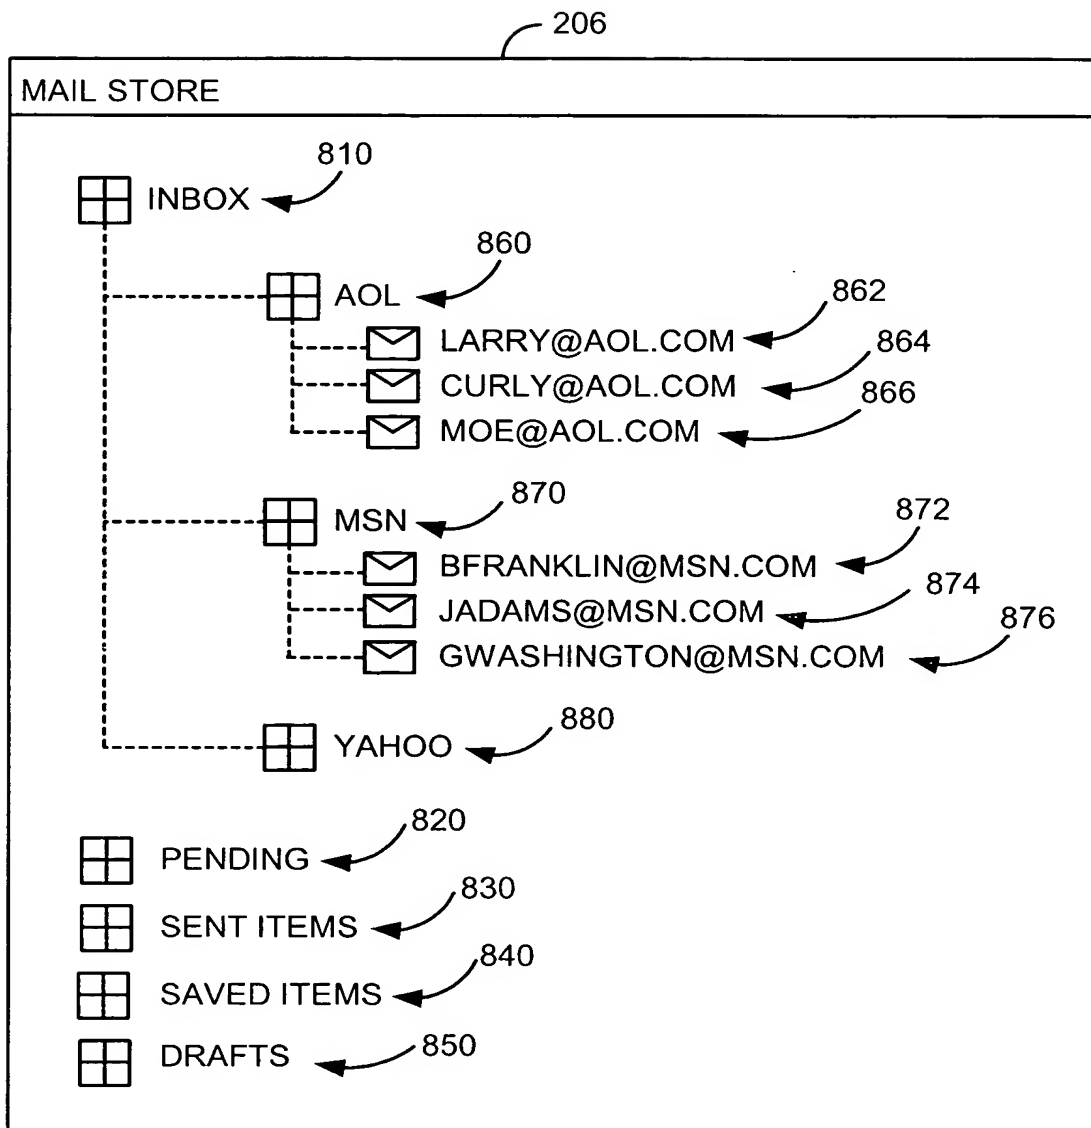 206
MAIL STORE
810
INBOX
860
AOL
862
LARRY@AOL.COM
864
CURLY@AOL.COM
866
MOE@AOL.COM
870
MSN
872
BFRANKLIN@MSN.COM
874
JADAMS@MSN.COM
876
GWASHINGTON@MSN.COM
880
YAHOO
820
PENDING
830
SENT ITEMS
840
SAVED ITEMS
850
DRAFTS